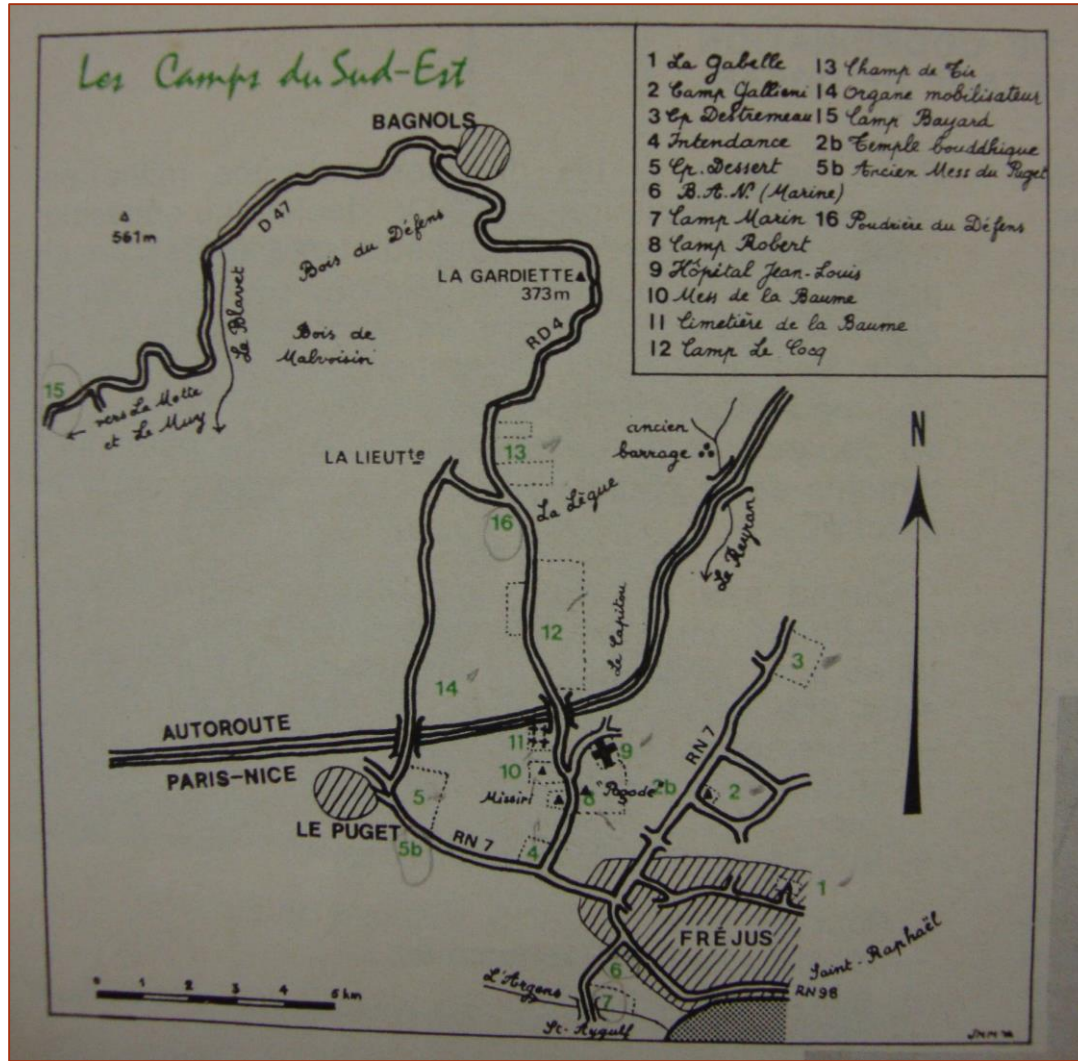 Les Camps du Sud-Est
1 La Gabelle
2 Camp Gallieni
3 Cp Destremeau
4 Intendance
5 Cp. Dessert
6 B.A.N. (Marine)
7 Camp Marin
8 Camp Robert
9 Hôpital Jean-Louis
10 Mess de la Baume
11 Cimetière de la Baume
12 Camp Le Cocq
13 Champ de Tir
14 Organe mobilisateur
15 Camp Bayard
2b Temple bouddhique
5b Ancien Mess du Puget
16 Poudrière du Défens
BAGNOLS
561m
D 47
Bois du Défens
LA GARDIETTE
373 m
Le Blavet
Bois de
Malvoisin
RD 4
15
vers La Motte
et Le Muy
ancien
barrage
N
13
LA LIEUTte
La Lègue
16
Le Reyran
12
Le Capitou
3
14
AUTOROUTE
PARIS-NICE
11
9
RN 7
10
5
Missiri
8
"Pagode"
2b
2
LE PUGET
5b
RN 7
4
1
FRÉJUS
Saint-Raphaël
RN 98
6
L'Argens
7
St-Aygulf
0 1 2 3 4 5 km